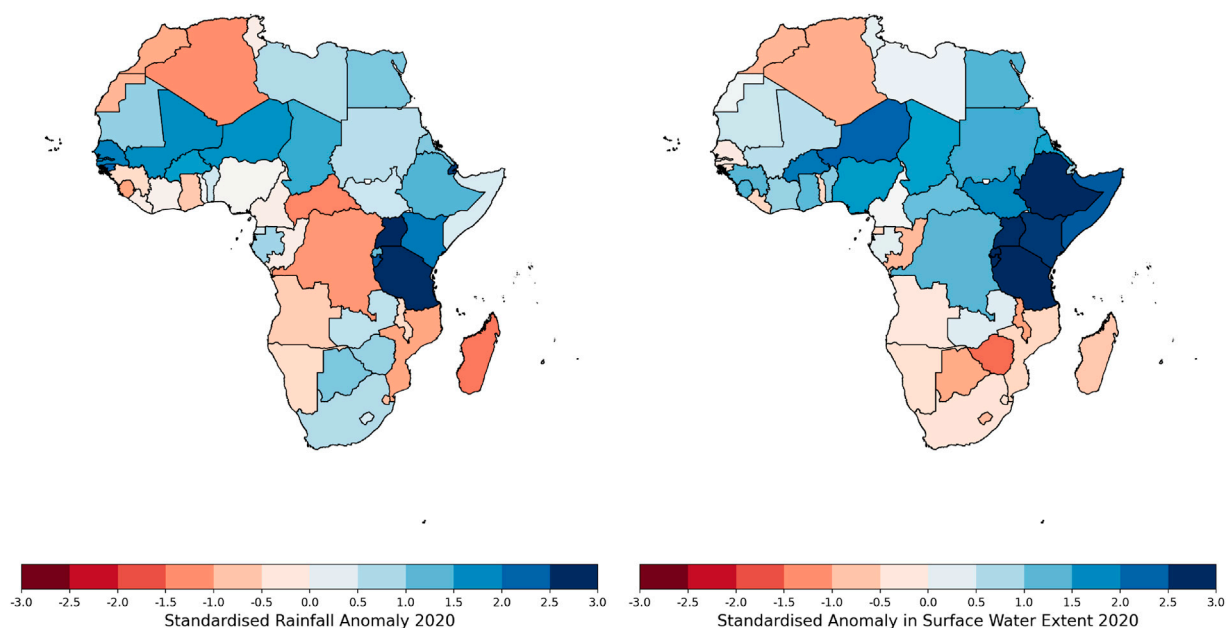 -3.0 -2.5 -2.0 -1.5 -1.0 -0.5 0.0 0.5 1.0 1.5 2.0 2.5 3.0
Standardised Rainfall Anomaly 2020
-3.0 -2.5 -2.0 -1.5 -1.0 -0.5 0.0 0.5 1.0 1.5 2.0 2.5 3.0
Standardised Anomaly in Surface Water Extent 2020